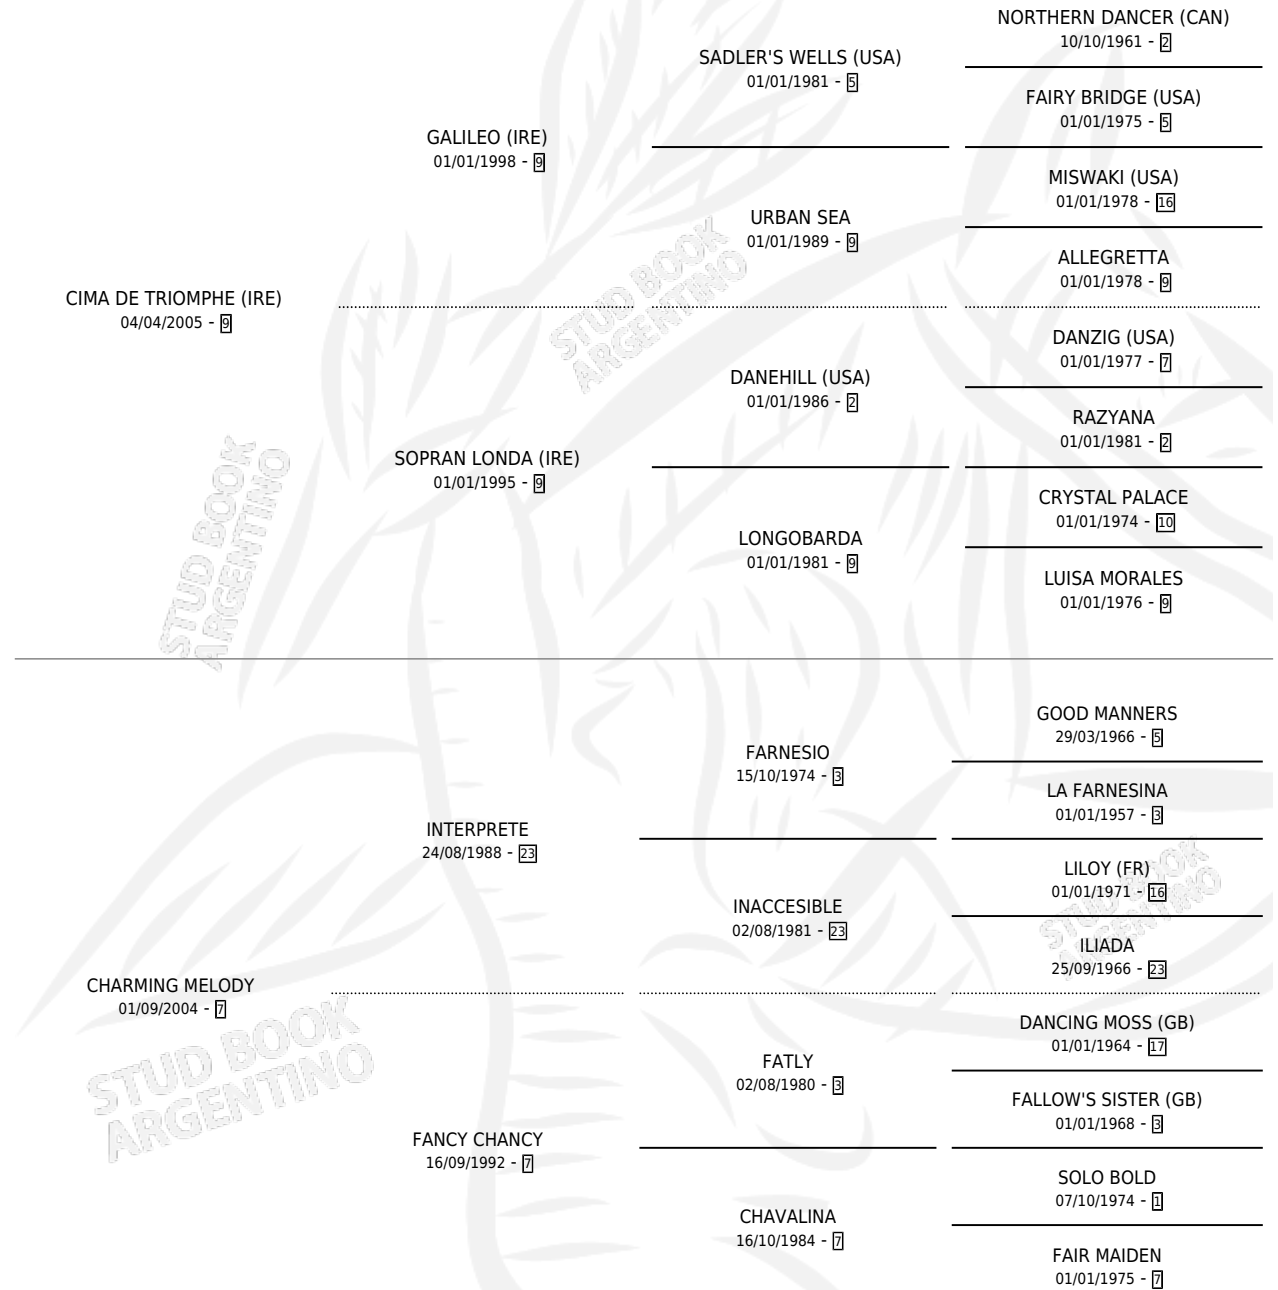 NORTHERN DANCER (CAN)
10/10/1961 - 2
SADLER'S WELLS (USA)
01/01/1981 - 5
FAIRY BRIDGE (USA)
01/01/1975 - 5
GALILEO (IRE)
01/01/1998 - 9
MISWAKI (USA)
01/01/1978 - 16
URBAN SEA
01/01/1989 - 9
ALLEGRETTA
01/01/1978 - 9
CIMA DE TRIOMPHE (IRE)
04/04/2005 - 9
DANZIG (USA)
01/01/1977 - 7
DANEHILL (USA)
01/01/1986 - 2
RAZYANA
01/01/1981 - 2
SOPRAN LONDA (IRE)
01/01/1995 - 9
CRYSTAL PALACE
01/01/1974 - 10
LONGOBARDA
01/01/1981 - 9
LUISA MORALES
01/01/1976 - 9
GOOD MANNERS
29/03/1966 - 5
FARNESIO
15/10/1974 - 3
LA FARNESINA
01/01/1957 - 3
INTERPRETE
24/08/1988 - 23
LILOY (FR)
01/01/1971 - 16
INACCESIBLE
02/08/1981 - 23
ILIADA
25/09/1966 - 23
CHARMING MELODY
01/09/2004 - 7
DANCING MOSS (GB)
01/01/1964 - 17
FATLY
02/08/1980 - 3
FALLOW'S SISTER (GB)
01/01/1968 - 3
FANCY CHANCY
16/09/1992 - 7
SOLO BOLD
07/10/1974 - 1
CHAVALINA
16/10/1984 - 7
FAIR MAIDEN
01/01/1975 - 7
STUD BOOK
ARGENTINO
STUD BOOK
ARGENTINO
STUD BOOK
ARGENTINO
STUD BOOK
ARGENTINO